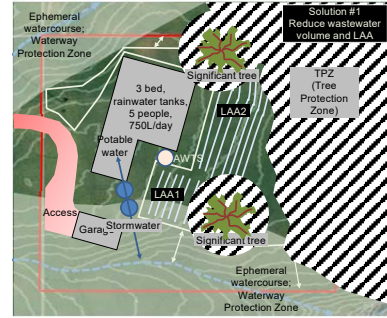 Ephemeral
watercourse;
Waterway
Protection Zone
Solution #1
Reduce wastewater
volume and LAA
Significant tree
TPZ
(Tree
Protection
Zone)
3 bed,
rainwater tanks,
5 people,
750L/day
LAA2
Potable
water
AWTS
LAA1
Access
Garage
Stormwater
Significant tree
Ephemeral
watercourse;
Waterway
Protection Zone